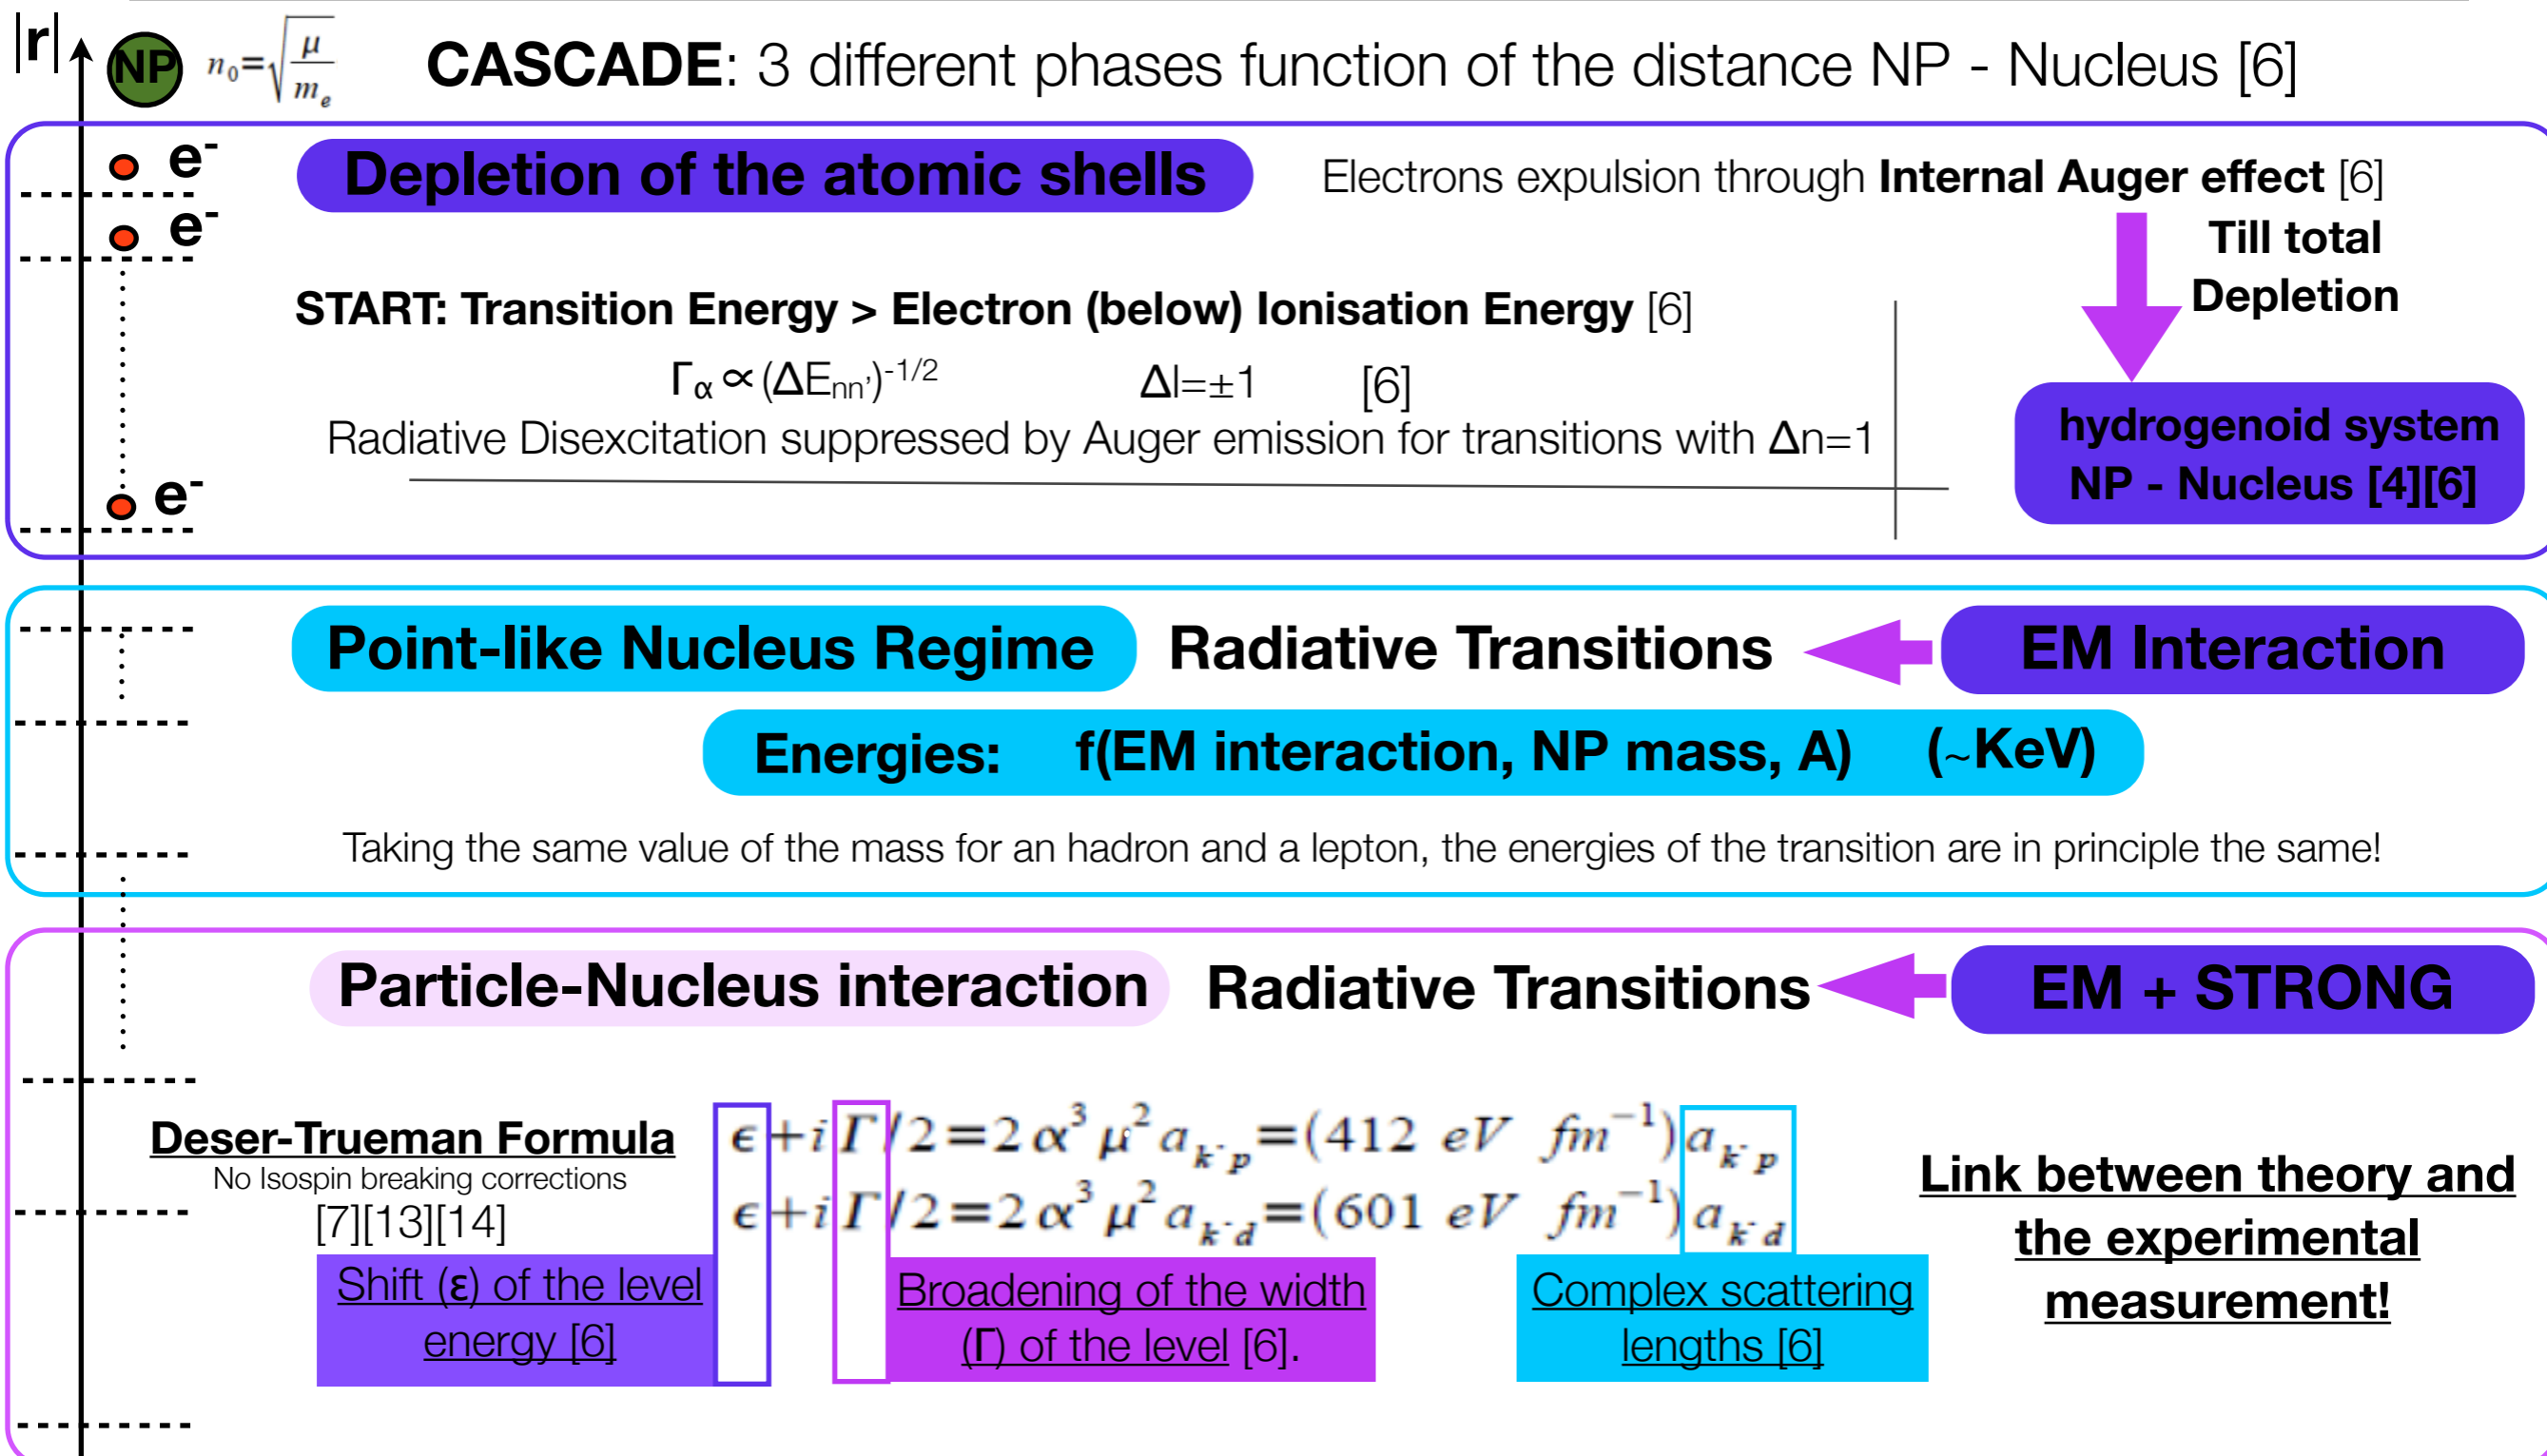 |r| NP n₀=√(μ/mₑ) CASCADE: 3 different phases function of the distance NP - Nucleus [6]
e⁻ Depletion of the atomic shells Electrons expulsion through Internal Auger effect [6]
e⁻ Till total
Depletion
START: Transition Energy > Electron (below) Ionisation Energy [6]
Γα ∝ (ΔEnn')^-1/2 Δl=±1 [6]
Radiative Disexcitation suppressed by Auger emission for transitions with Δn=1
e⁻
hydrogenoid system
NP - Nucleus [4][6]
Point-like Nucleus Regime Radiative Transitions EM Interaction
Energies: f(EM interaction, NP mass, A) (~KeV)
Taking the same value of the mass for an hadron and a lepton, the energies of the transition are in principle the same!
Particle-Nucleus interaction Radiative Transitions EM + STRONG
Deser-Trueman Formula
No Isospin breaking corrections
[7][13][14]
ϵ+iΓ/2=2α³μ²a_k⁻p=(412 eV fm⁻¹)a_k⁻p
ϵ+iΓ/2=2α³μ²a_k⁻d=(601 eV fm⁻¹)a_k⁻d
Shift (ε) of the level
energy [6]
Broadening of the width
(Γ) of the level [6].
Complex scattering
lengths [6]
Link between theory and
the experimental
measurement!